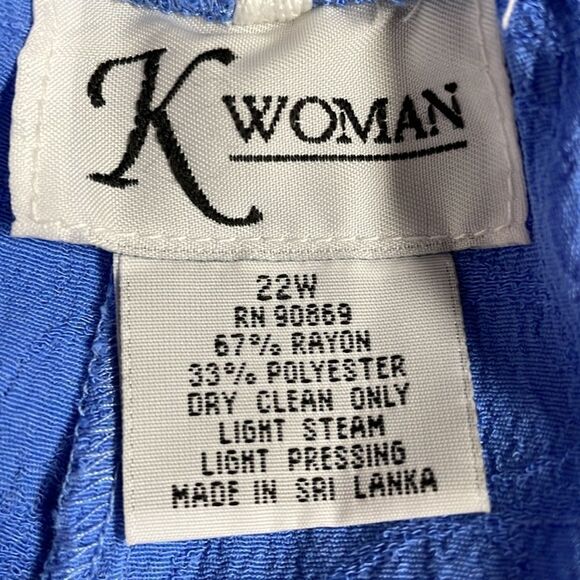 K WOMAN
22W
RN 90869
67% RAYON
33% POLYESTER
DRY CLEAN ONLY
LIGHT STEAM
LIGHT PRESSING
MADE IN SRI LANKA